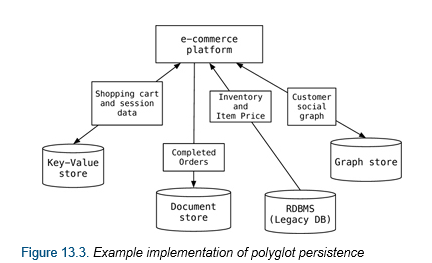 e-commerce
platform
Shopping cart
and session
data
Inventory
and
Item Price
Customer
social
graph
Completed
Orders
Key-Value
store
Document
store
RDBMS
(Legacy DB)
Graph store
Figure 13.3. Example implementation of polyglot persistence